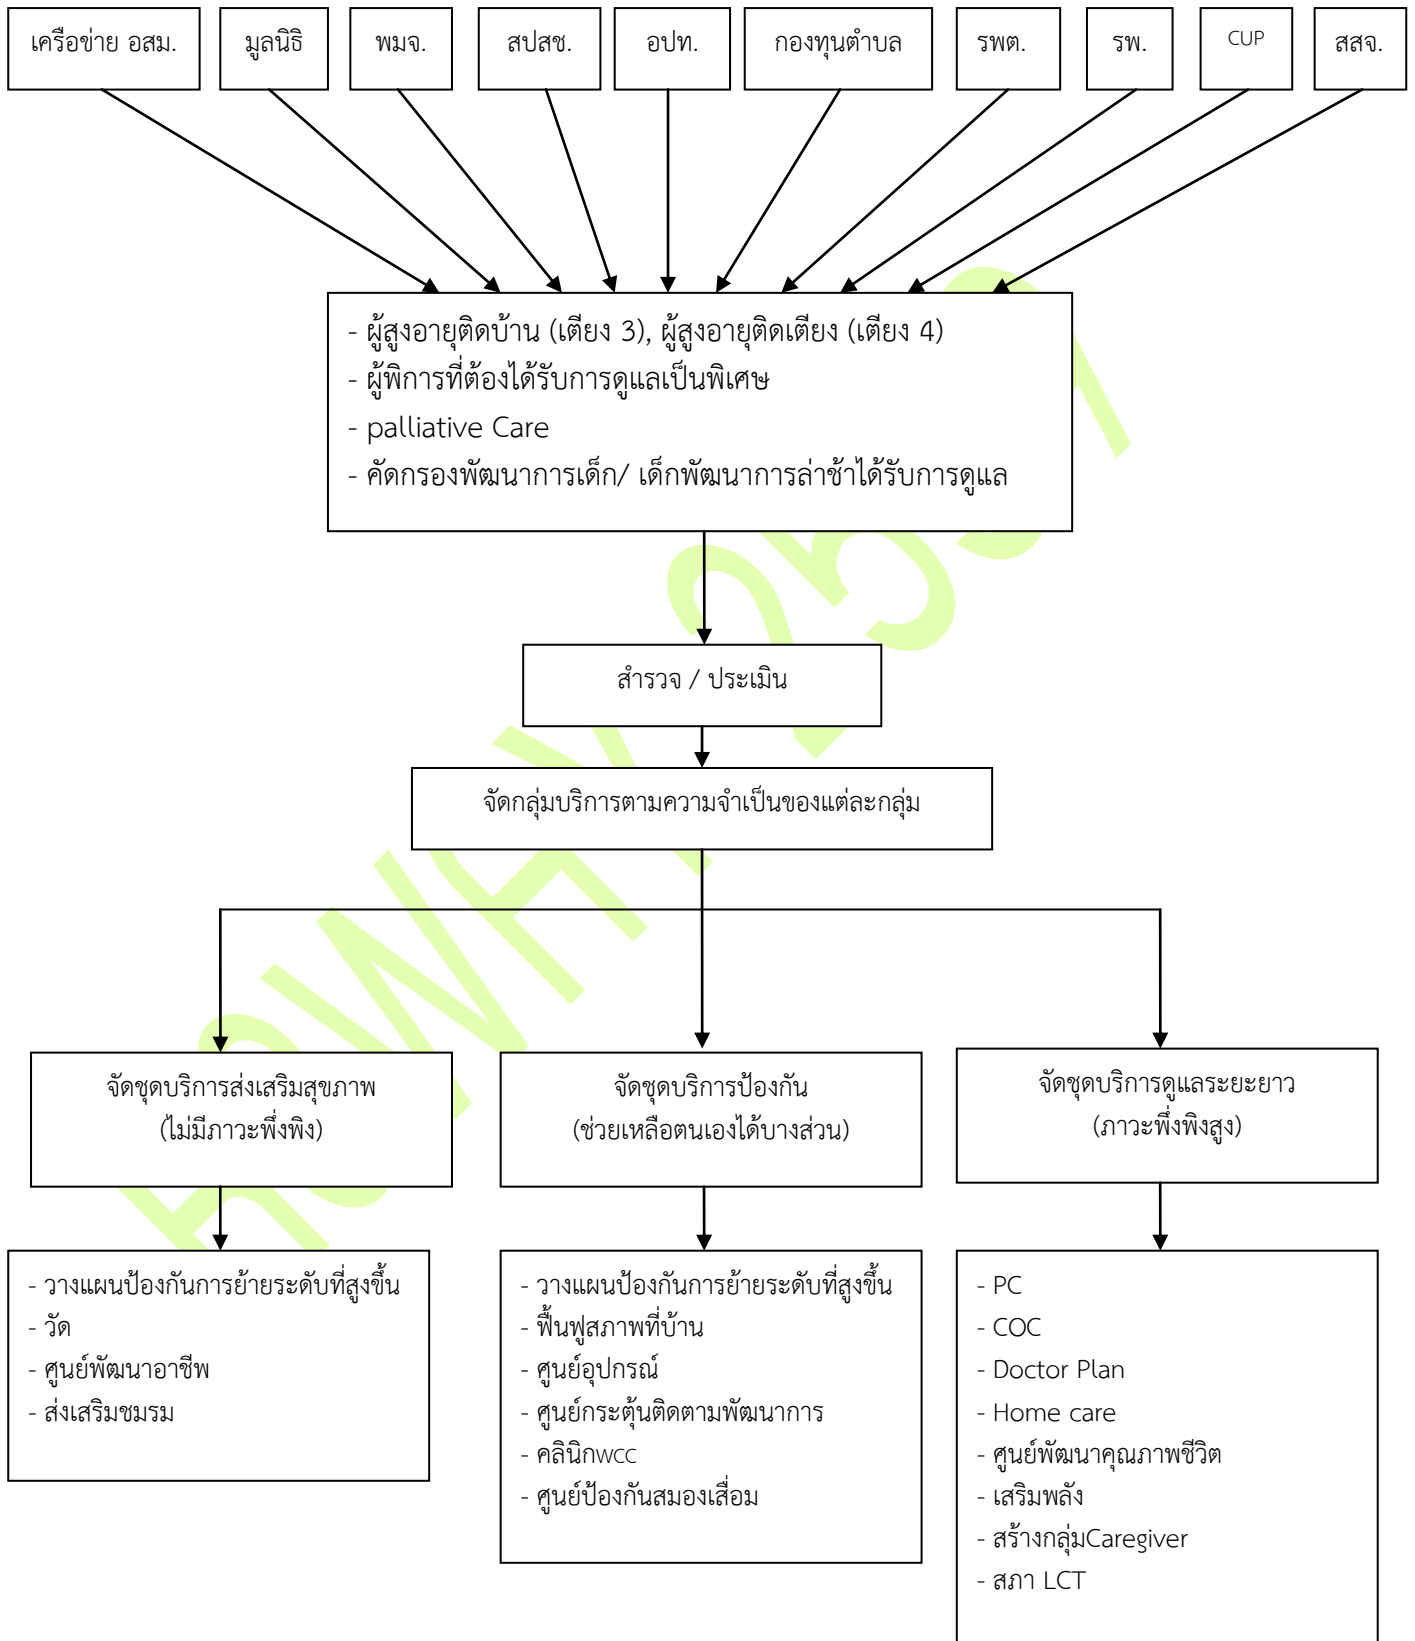 เครือข่าย อสม.
มูลนิธิ
พมจ.
สปสช.
อปท.
กองทุนตำบล
รพต.
รพ.
CUP
สสจ.
- ผู้สูงอายุติดบ้าน (เตียง 3), ผู้สูงอายุติดเตียง (เตียง 4)
- ผู้พิการที่ต้องได้รับการดูแลเป็นพิเศษ
- palliative Care
- คัดกรองพัฒนาการเด็ก/ เด็กพัฒนาการล่าช้าได้รับการดูแล
สำรวจ / ประเมิน
จัดกลุ่มบริการตามความจำเป็นของแต่ละกลุ่ม
จัดชุดบริการส่งเสริมสุขภาพ
(ไม่มีภาวะพึ่งพิง)
จัดชุดบริการป้องกัน
(ช่วยเหลือตนเองได้บางส่วน)
จัดชุดบริการดูแลระยะยาว
(ภาวะพึ่งพิงสูง)
- วางแผนป้องกันการย้ายระดับที่สูงขึ้น
- วัด
- ศูนย์พัฒนาอาชีพ
- ส่งเสริมชมรม
- วางแผนป้องกันการย้ายระดับที่สูงขึ้น
- ฟื้นฟูสภาพที่บ้าน
- ศูนย์อุปกรณ์
- ศูนย์กระตุ้นติดตามพัฒนาการ
- คลินิกWCC
- ศูนย์ป้องกันสมองเสื่อม
- PC
- COC
- Doctor Plan
- Home care
- ศูนย์พัฒนาคุณภาพชีวิต
- เสริมพลัง
- สร้างกลุ่มCaregiver
- สภา LCT